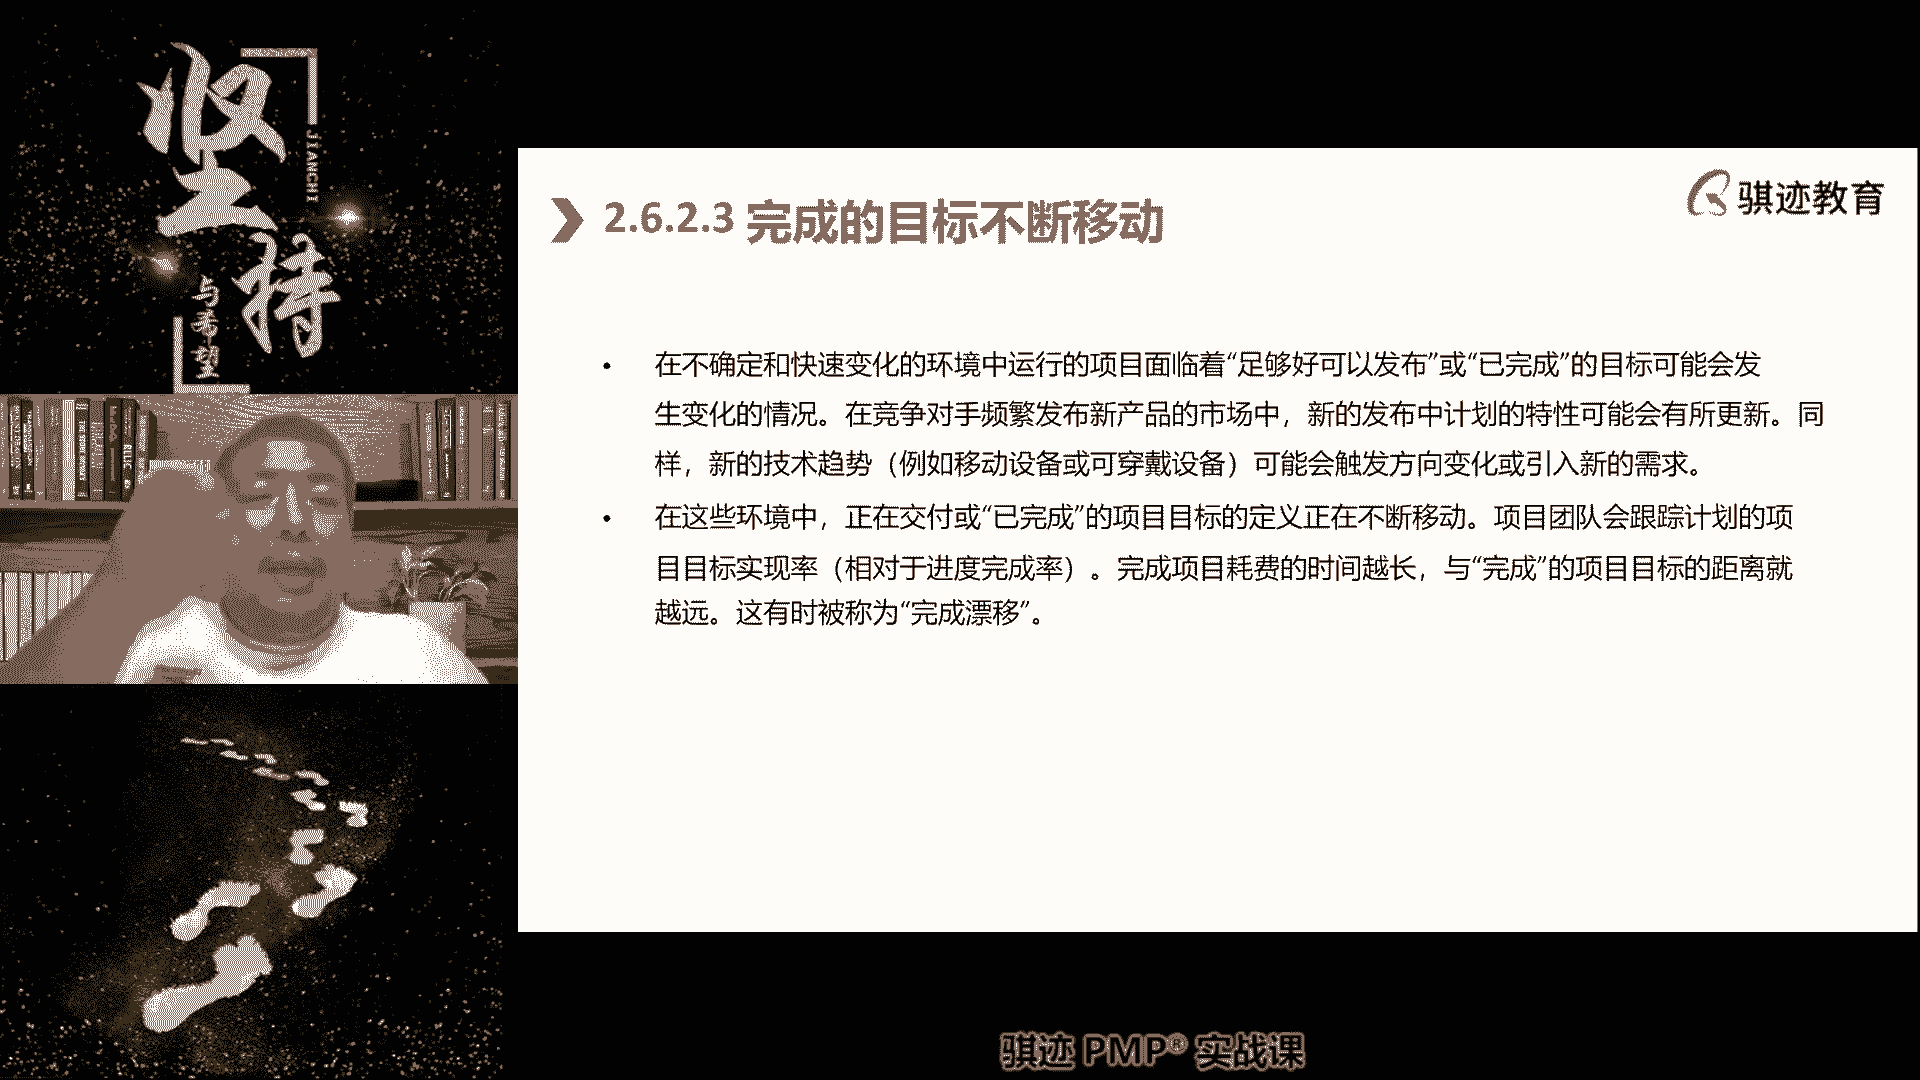 坚持
JIANCHI
与希望
骐迹教育
2.6.2.3 完成的目标不断移动
• 在不确定和快速变化的环境中运行的项目面临着“足够好可以发布”或“已完成”的目标可能会发
生变化的情况。在竞争对手频繁发布新产品的市场中，新的发布中计划的特性可能会有所更新。同
样，新的技术趋势（例如移动设备或可穿戴设备）可能会触发方向变化或引入新的需求。
• 在这些环境中，正在交付或“已完成”的项目目标的定义正在不断移动。项目团队会跟踪计划的项
目目标实现率（相对于进度完成率）。完成项目耗费的时间越长，与“完成”的项目目标的距离就
越远。这有时被称为“完成漂移”。
骐迹 PMP® 实战课